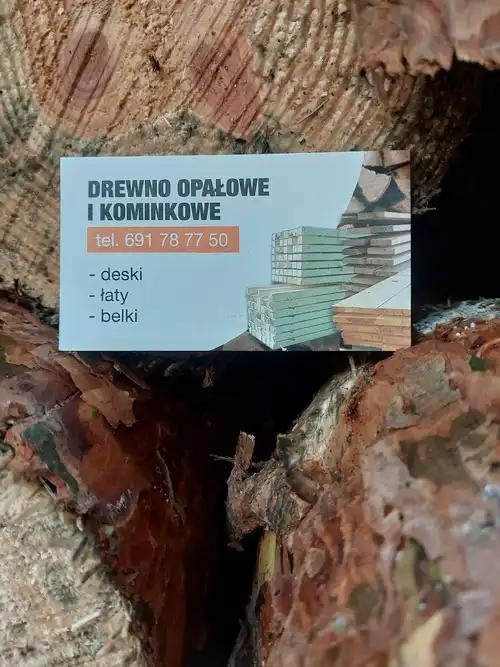 DREWNO OPAŁOWE
I KOMINKOWE
tel. 691 78 77 50
- deski
- łaty
- belki